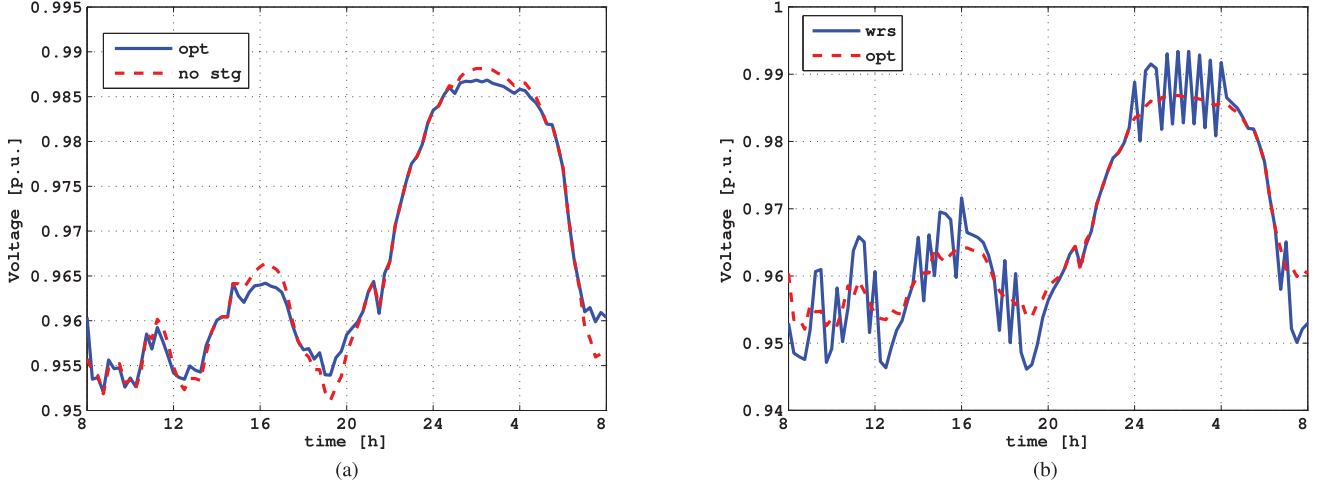 0.995
0.99
0.985
0.98
0.975
0.97
0.965
0.96
0.955
0.95
Voltage [p.u.]
opt
no stg
8 12 16 20 24 4 8
time [h]
(a)
1
0.99
0.98
0.97
0.96
0.95
0.94
Voltage [p.u.]
wrs
opt
8 12 16 20 24 4 8
time [h]
(b)